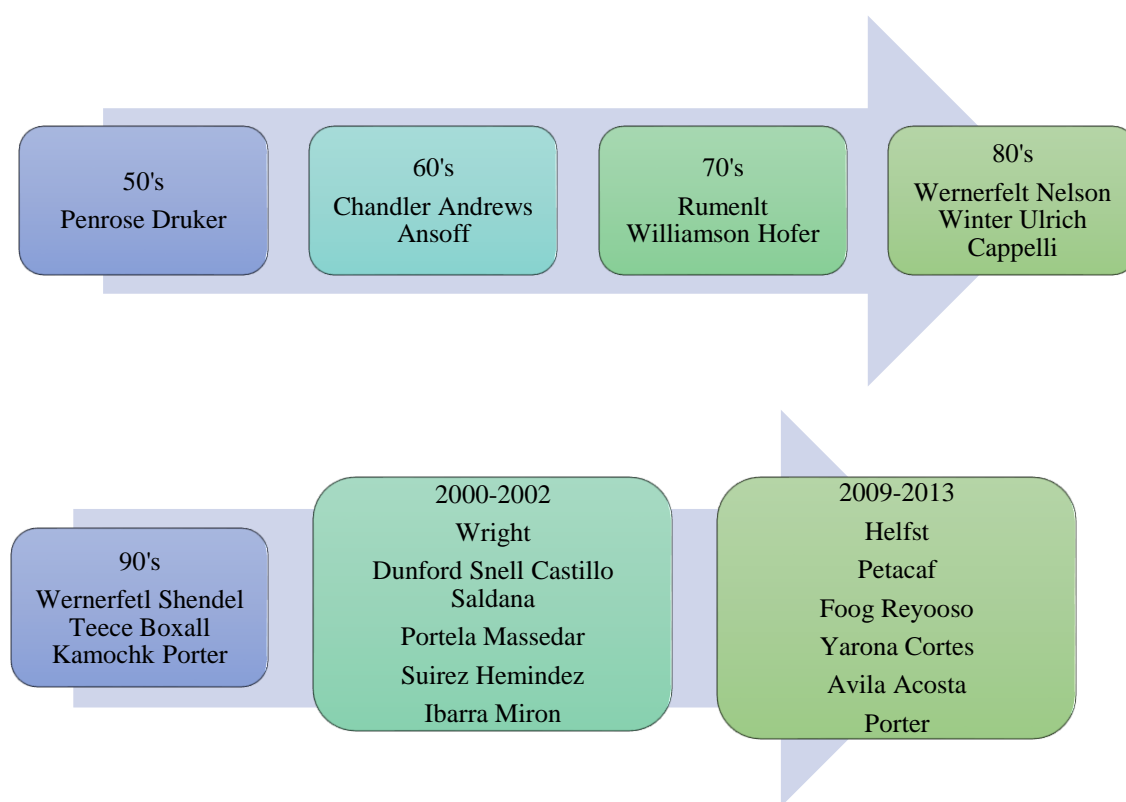 50's
Penrose Druker
60's
Chandler Andrews
Ansoff
70's
Rumenlt
Williamson Hofer
80's
Wernerfelt Nelson
Winter Ulrich
Cappelli
90's
Wernerfetl Shendel
Teece Boxall
Kamochk Porter
2000-2002
Wright
Dunford Snell Castillo
Saldana
Portela Massedar
Suirez Hemindez
Ibarra Miron
2009-2013
Helfst
Petacaf
Foog Reyooso
Yarona Cortes
Avila Acosta
Porter